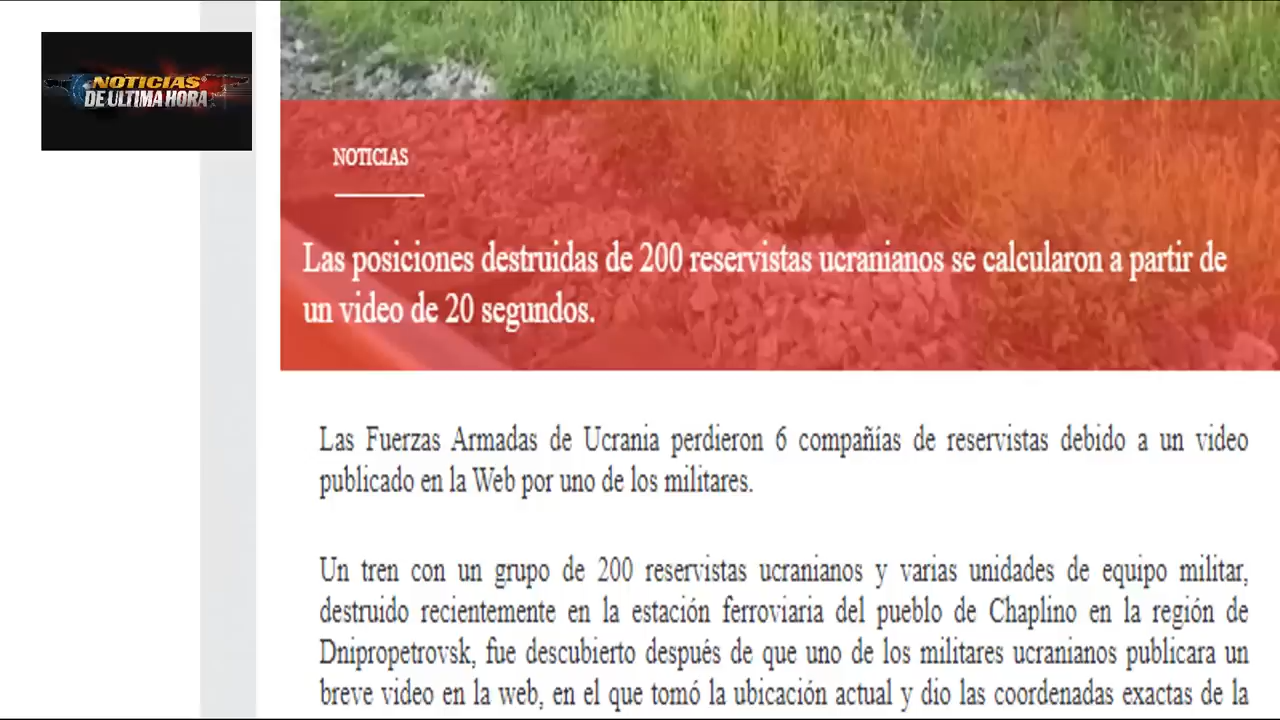 NOTICIAS
DE ULTIMA HORA
NOTICIAS
Las posiciones destruidas de 200 reservistas ucranianos se calcularon a partir de
un video de 20 segundos.
Las Fuerzas Armadas de Ucrania perdieron 6 compañías de reservistas debido a un video
publicado en la Web por uno de los militares.
Un tren con un grupo de 200 reservistas ucranianos y varias unidades de equipo militar,
destruido recientemente en la estación ferroviaria del pueblo de Chaplino en la región de
Dnipropetrovsk, fue descubierto después de que uno de los militares ucranianos publicara un
breve video en la web, en el que tomó la ubicación actual y dio las coordenadas exactas de la